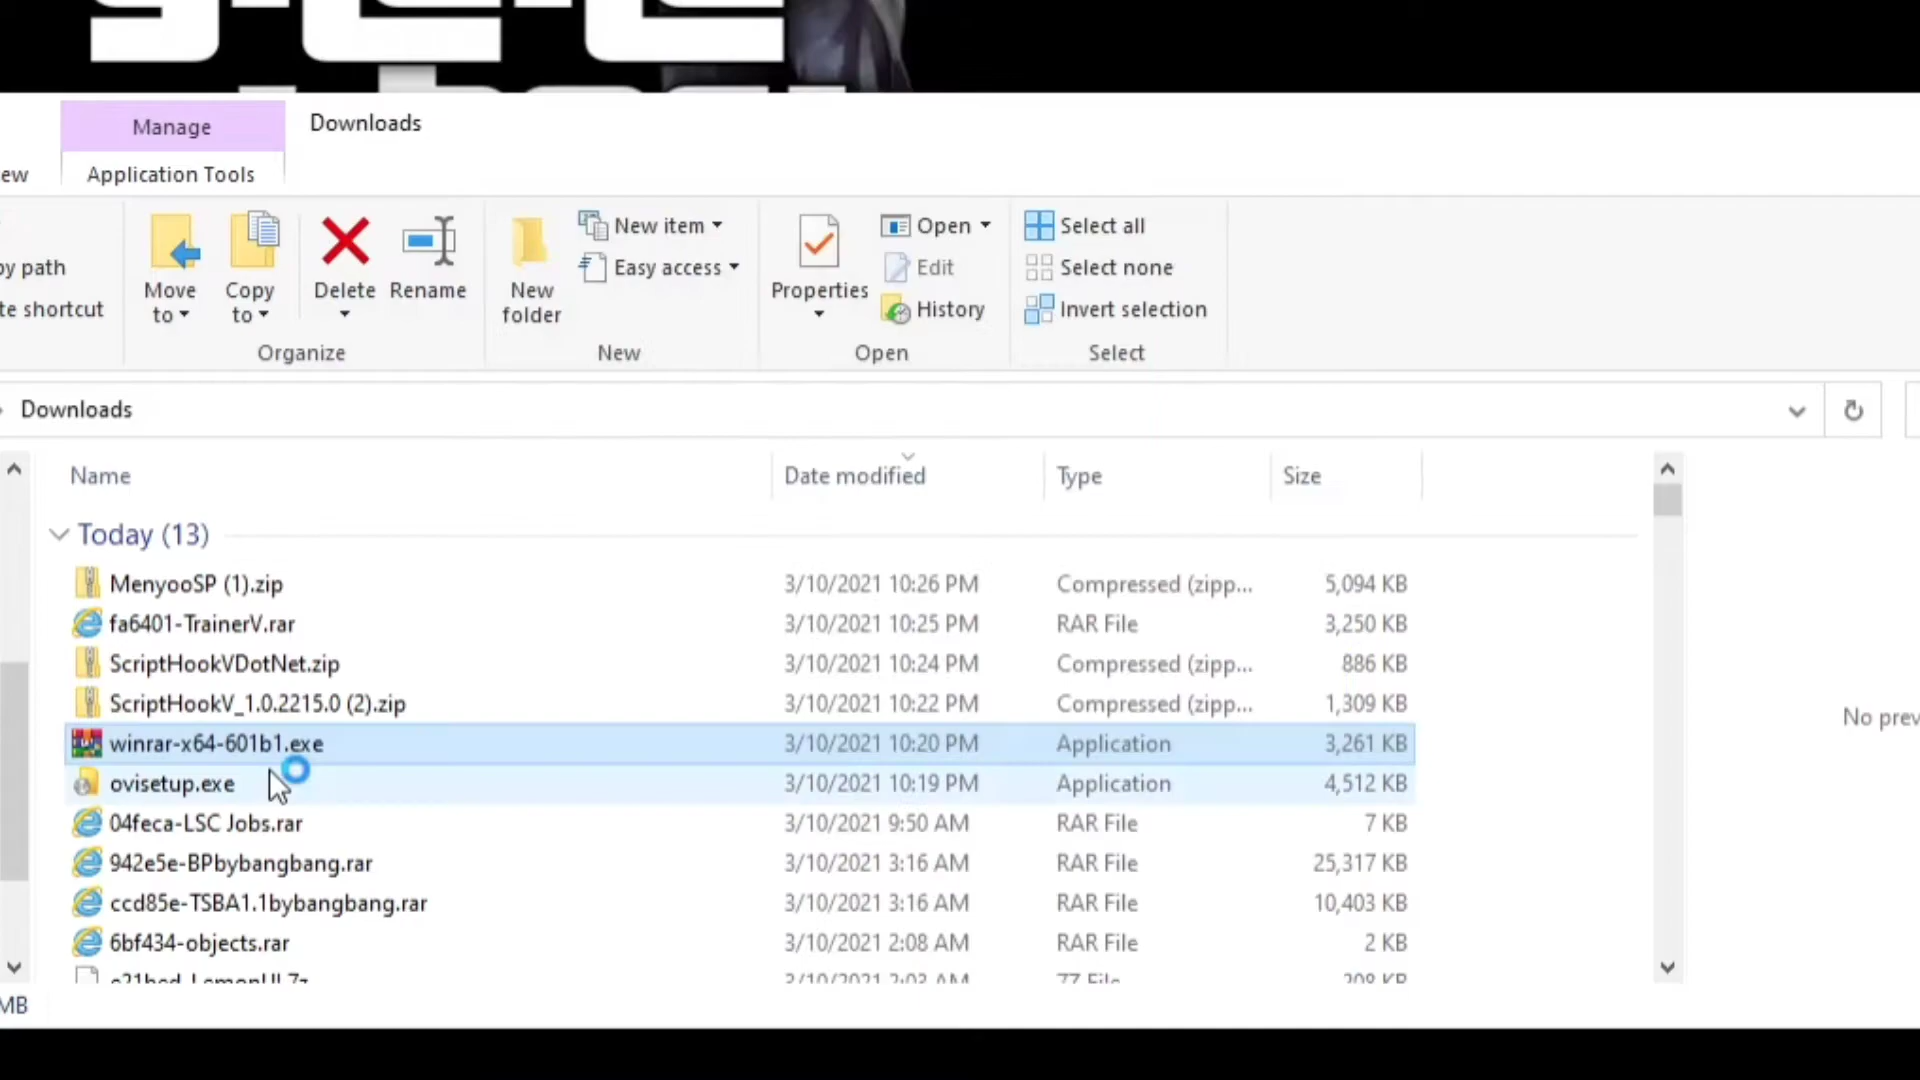 Manage
Downloads
ew
Application Tools
py path
te shortcut
Move to
Copy to
Delete
Rename
Organize
New folder
New item
Easy access
New
Properties
Open
Edit
History
Open
Select all
Select none
Invert selection
Select
Downloads
Name Date modified Type Size
Today (13)
MenyooSP (1).zip 3/10/2021 10:26 PM Compressed (zipp... 5,094 KB
fa6401-TrainerV.rar 3/10/2021 10:25 PM RAR File 3,250 KB
ScriptHookVDotNet.zip 3/10/2021 10:24 PM Compressed (zipp... 886 KB
ScriptHookV_1.0.2215.0 (2).zip 3/10/2021 10:22 PM Compressed (zipp... 1,309 KB
winrar-x64-601b1.exe 3/10/2021 10:20 PM Application 3,261 KB
ovisetup.exe 3/10/2021 10:19 PM Application 4,512 KB
04feca-LSC Jobs.rar 3/10/2021 9:50 AM RAR File 7 KB
942e5e-BPbybangbang.rar 3/10/2021 3:16 AM RAR File 25,317 KB
ccd85e-TSBA1.1bybangbang.rar 3/10/2021 3:16 AM RAR File 10,403 KB
6bf434-objects.rar 3/10/2021 2:08 AM RAR File 2 KB
No prev
MB